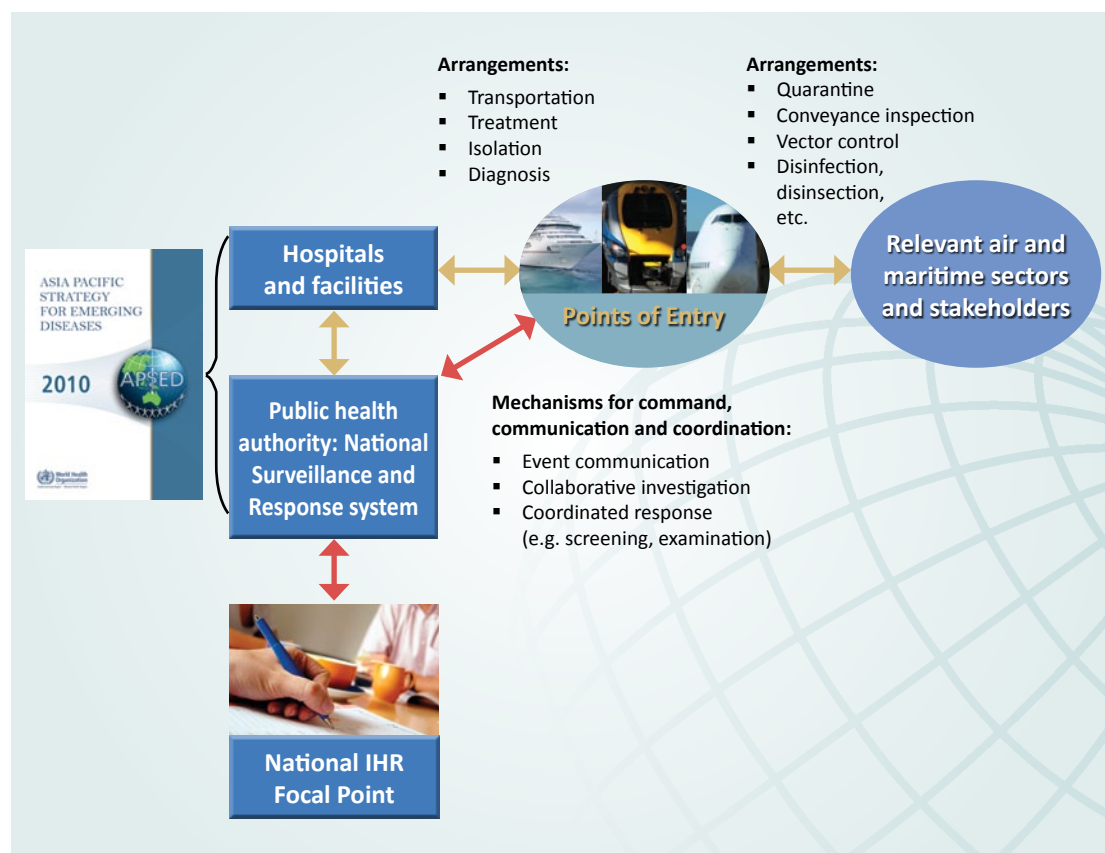 Arrangements:
▪ Transportation
▪ Treatment
▪ Isolation
▪ Diagnosis
Arrangements:
▪ Quarantine
▪ Conveyance inspection
▪ Vector control
▪ Disinfection,
disinsection,
etc.
ASIA PACIFIC
STRATEGY
FOR EMERGING
DISEASES
2010
APSED
World Health
Organization
Hospitals
and facilities
Points of Entry
Relevant air and
maritime sectors
and stakeholders
Public health
authority: National
Surveillance and
Response system
Mechanisms for command,
communication and coordination:
▪ Event communication
▪ Collaborative investigation
▪ Coordinated response
(e.g. screening, examination)
National IHR
Focal Point